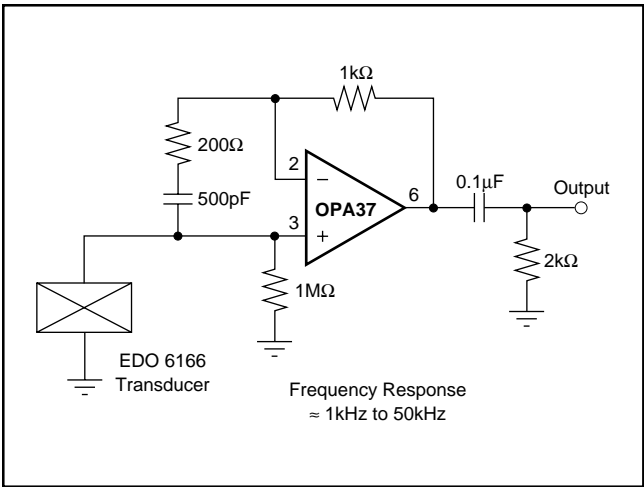 1kΩ
200Ω
500pF
2
–
OPA37
6
3
+
0.1µF
Output
2kΩ
1MΩ
EDO 6166
Transducer
Frequency Response
≈ 1kHz to 50kHz